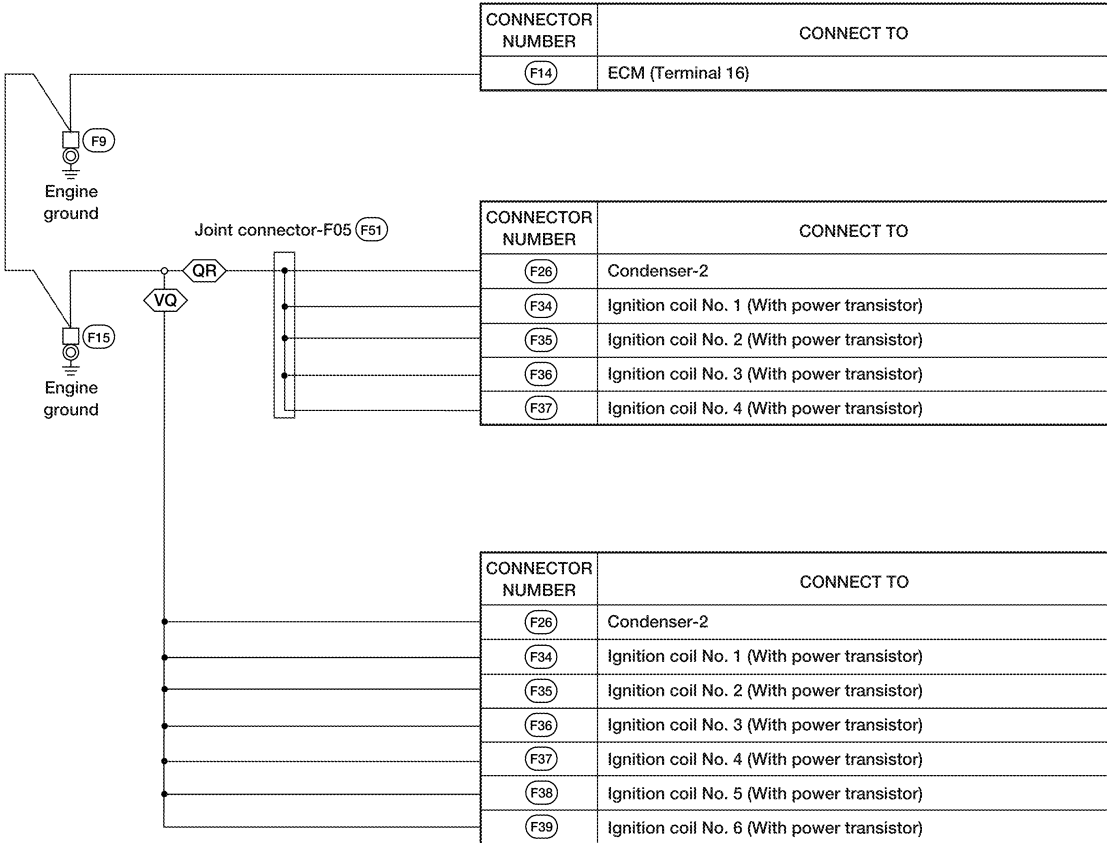 CONNECTOR NUMBER CONNECT TO
F14 ECM (Terminal 16)
F9
Engine
ground
Joint connector-F05 F51
CONNECTOR NUMBER CONNECT TO
QR
F26 Condenser-2
VQ
F34 Ignition coil No. 1 (With power transistor)
F15
F35 Ignition coil No. 2 (With power transistor)
F36 Ignition coil No. 3 (With power transistor)
Engine
ground
F37 Ignition coil No. 4 (With power transistor)
CONNECTOR NUMBER CONNECT TO
F26 Condenser-2
F34 Ignition coil No. 1 (With power transistor)
F35 Ignition coil No. 2 (With power transistor)
F36 Ignition coil No. 3 (With power transistor)
F37 Ignition coil No. 4 (With power transistor)
F38 Ignition coil No. 5 (With power transistor)
F39 Ignition coil No. 6 (With power transistor)